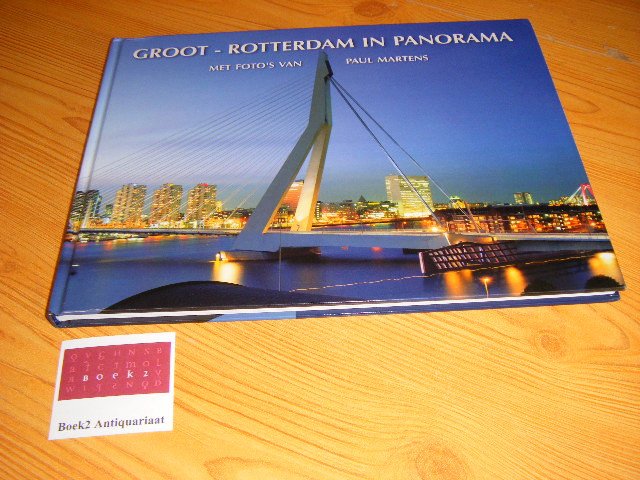 GROOT - ROTTERDAM IN PANORAMA
MET FOTO'S VAN PAUL MARTENS
BOEK2
Boek2 Antiquariaat